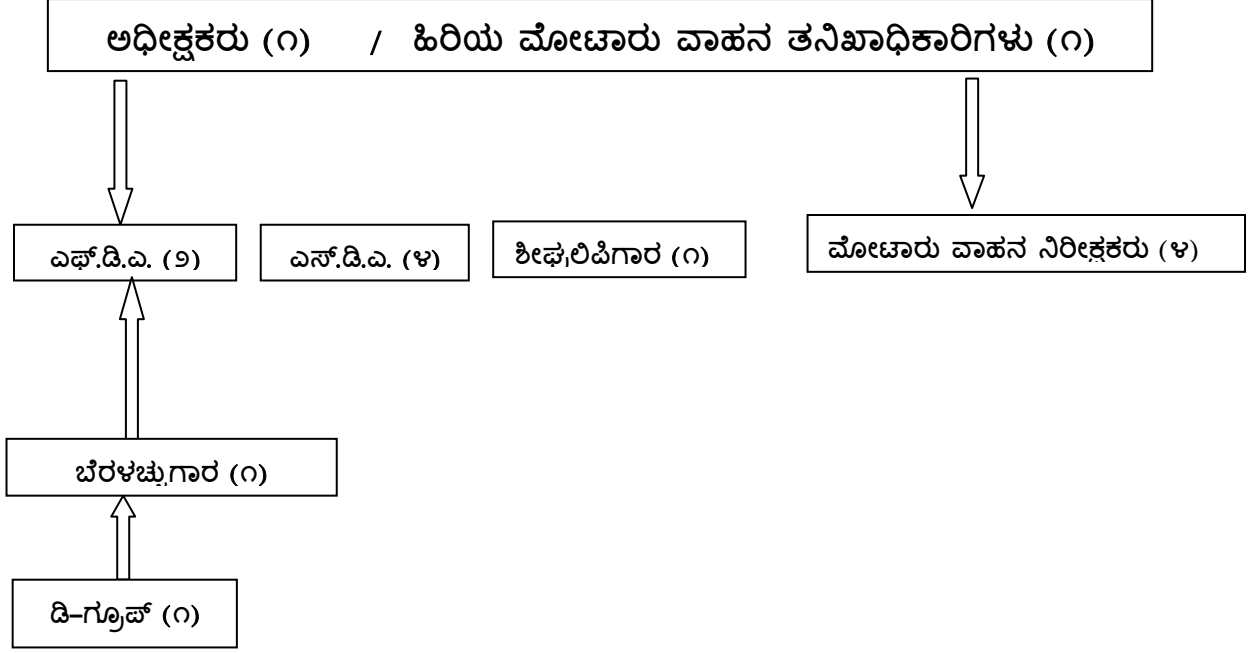 ಅಧೀಕ್ಷಕರು (೧) / ಹಿರಿಯ ಮೋಟಾರು ವಾಹನ ತನಿಖಾಧಿಕಾರಿಗಳು (೧)
ಎಫ್.ಡಿ.ಎ. (೨)
ಎಸ್.ಡಿ.ಎ. (೪)
ಶೀಘ್ರಲಿಪಿಗಾರ (೧)
ಮೋಟಾರು ವಾಹನ ನಿರೀಕ್ಷಕರು (೪)
ಬೆರಳಚ್ಚುಗಾರ (೧)
ಡಿ–ಗ್ರೂಪ್ (೧)